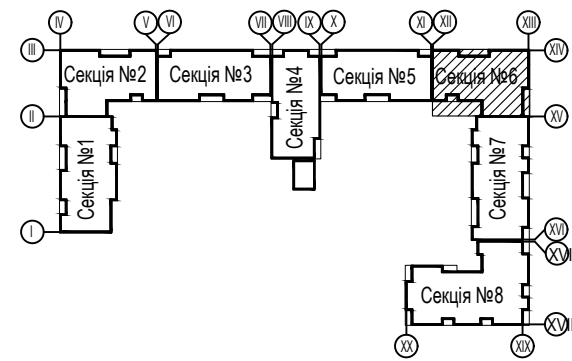 IV V VI VII VIII IX X XI XII XIII
III XIV
Секція №2 Секція №3 Секція №4 Секція №5 Секція №6
II XV
Секція №1 Секція №7
I XVI
Секція №8
XX XIX